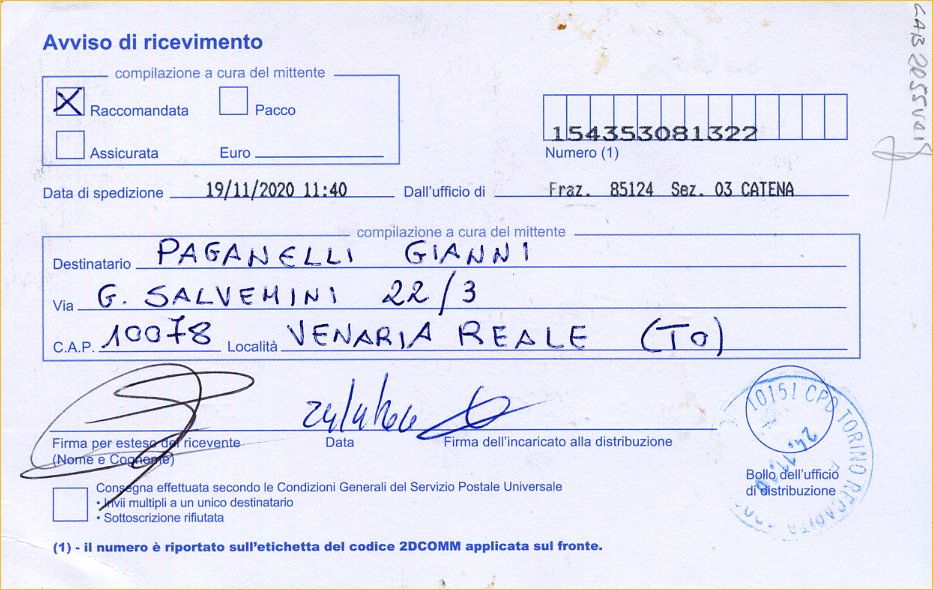 Avviso di ricevimento
compilazione a cura del mittente
X Raccomandata Pacco
Assicurata Euro
154353081322
Numero (1)
Data di spedizione 19/11/2020 11:40 Dall'ufficio di Fraz. 85124 Sez. 03 CATENA
compilazione a cura del mittente
Destinatario PAGANELLI GIANNI
Via G. SALVEMINI 22/3
C.A.P. 10078 Località VENARIA REALE (TO)
Firma per esteso del ricevente Data Firma dell'incaricato alla distribuzione
(Nome e Cognome)
10151 CPD TORINO RECAPITO
Bollo dell'ufficio
di distribuzione
Consegna effettuata secondo le Condizioni Generali del Servizio Postale Universale
• Invii multipli a un unico destinatario
• Sottoscrizione rifiutata
(1) - il numero è riportato sull'etichetta del codice 2DCOMM applicata sul fronte.